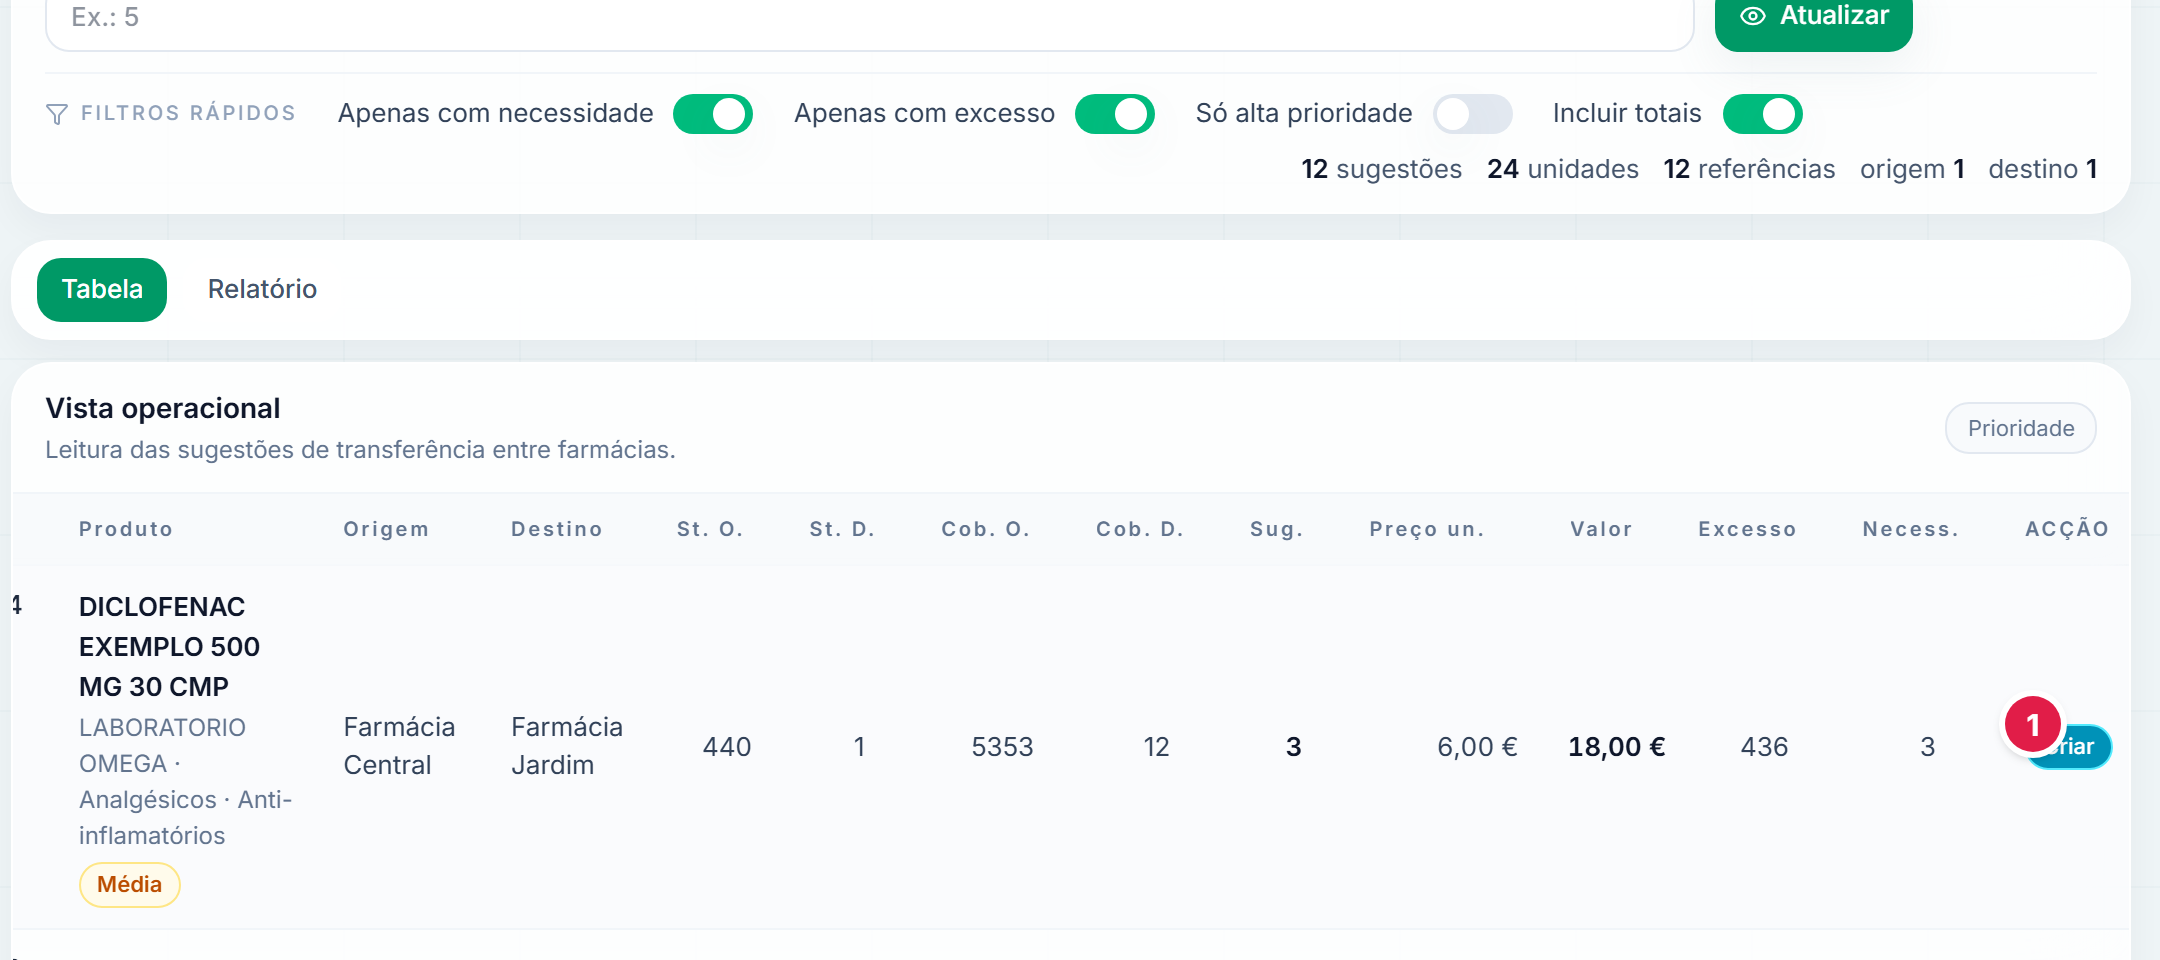 Ex.: 5
Atualizar
FILTROS RÁPIDOS Apenas com necessidade Apenas com excesso Só alta prioridade Incluir totais
12 sugestões 24 unidades 12 referências origem 1 destino 1
Tabela Relatório
Vista operacional
Leitura das sugestões de transferência entre farmácias.
Prioridade
Produto Origem Destino St. O. St. D. Cob. O. Cob. D. Sug. Preço un. Valor Excesso Necess. ACÇÃO
4
DICLOFENAC
EXEMPLO 500
MG 30 CMP
LABORATORIO
OMEGA ·
Analgésicos · Anti-
inflamatórios
Média
Farmácia
Central
Farmácia
Jardim
440 1 5353 12 3 6,00 € 18,00 € 436 3
1